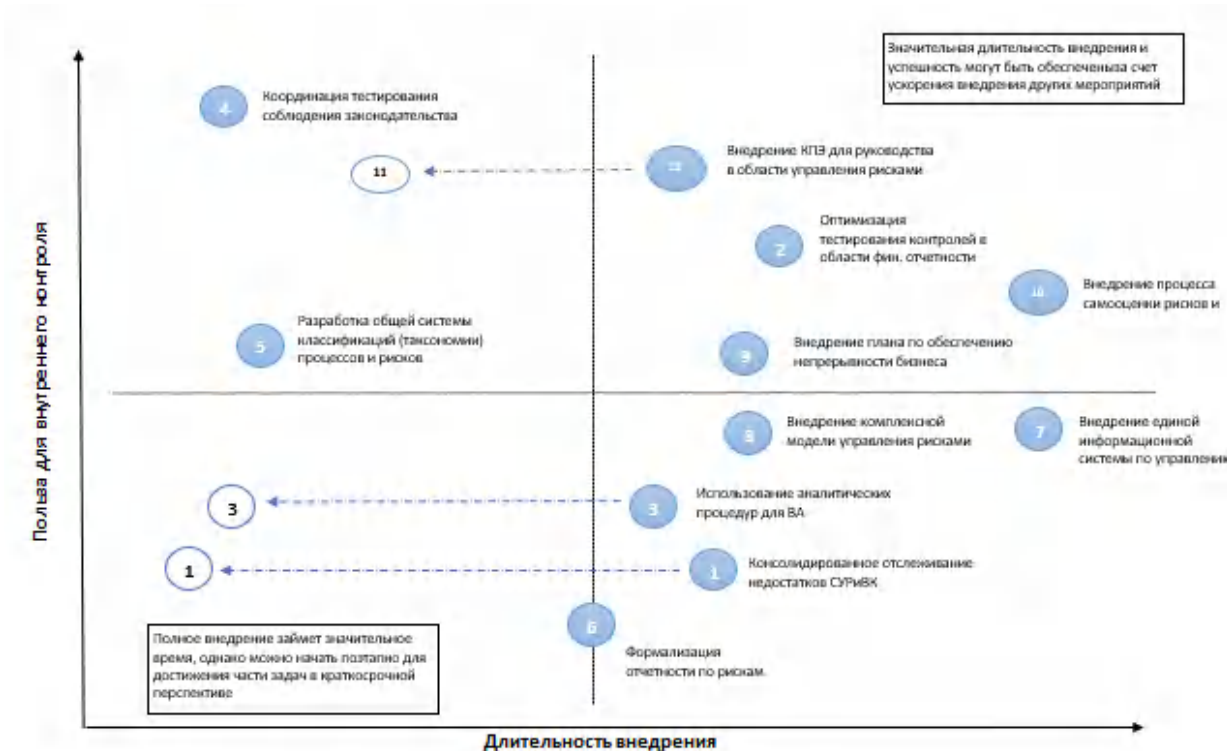 Значительная длительность внедрения и
успешность могут быть обеспеченыза счет
ускорения внедрения других мероприятий
4
Координация тестирования
соблюдения законодательства
11
Внедрение КПЭ для руководства
в области управления рисками
2
Оптимизация
тестирования контролей в
области фин. отчетности
10
Внедрение процесса
самооценки рисков и
5
Разработка общей системы
классификаций (таксономии)
процессов и рисков
9
Внедрение плана по обеспечению
непрерывности бизнеса
8
Внедрение комплексной
модели управления рисками
7
Внедрение единой
информационной
системы по управлению
3
3
Использование аналитических
процедур для ВА
1
1
Консолидированное отслеживание
недостатков СУРиВК
6
Формализация
отчетности по рискам.
Полное внедрение займет значительное
время, однако можно начать поэтапно для
достижения части задач в краткосрочной
перспективе
Польза для внутреннего контроля
Длительность внедрения